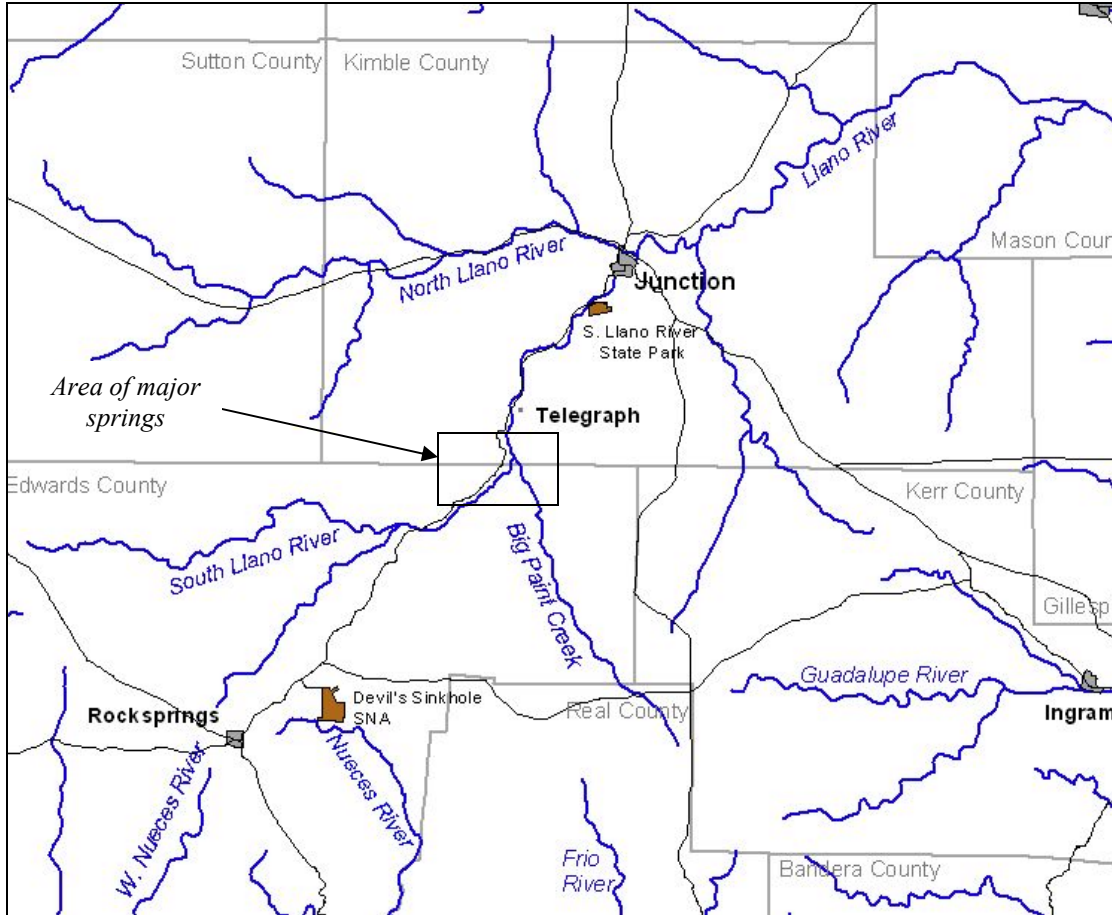 Sutton County
Kimble County
Llano River
Mason Coun
North Llano River
Junction
S. Llano River
State Park
Area of major
springs
Telegraph
Edwards County
Kerr County
South Llano River
Big Paint Creek
Gillesp
Guadalupe River
Devil's Sinkhole
SNA
Rocksprings
Real County
Ingram
W. Nueces River
Nueces River
Frio
River
Bandera County